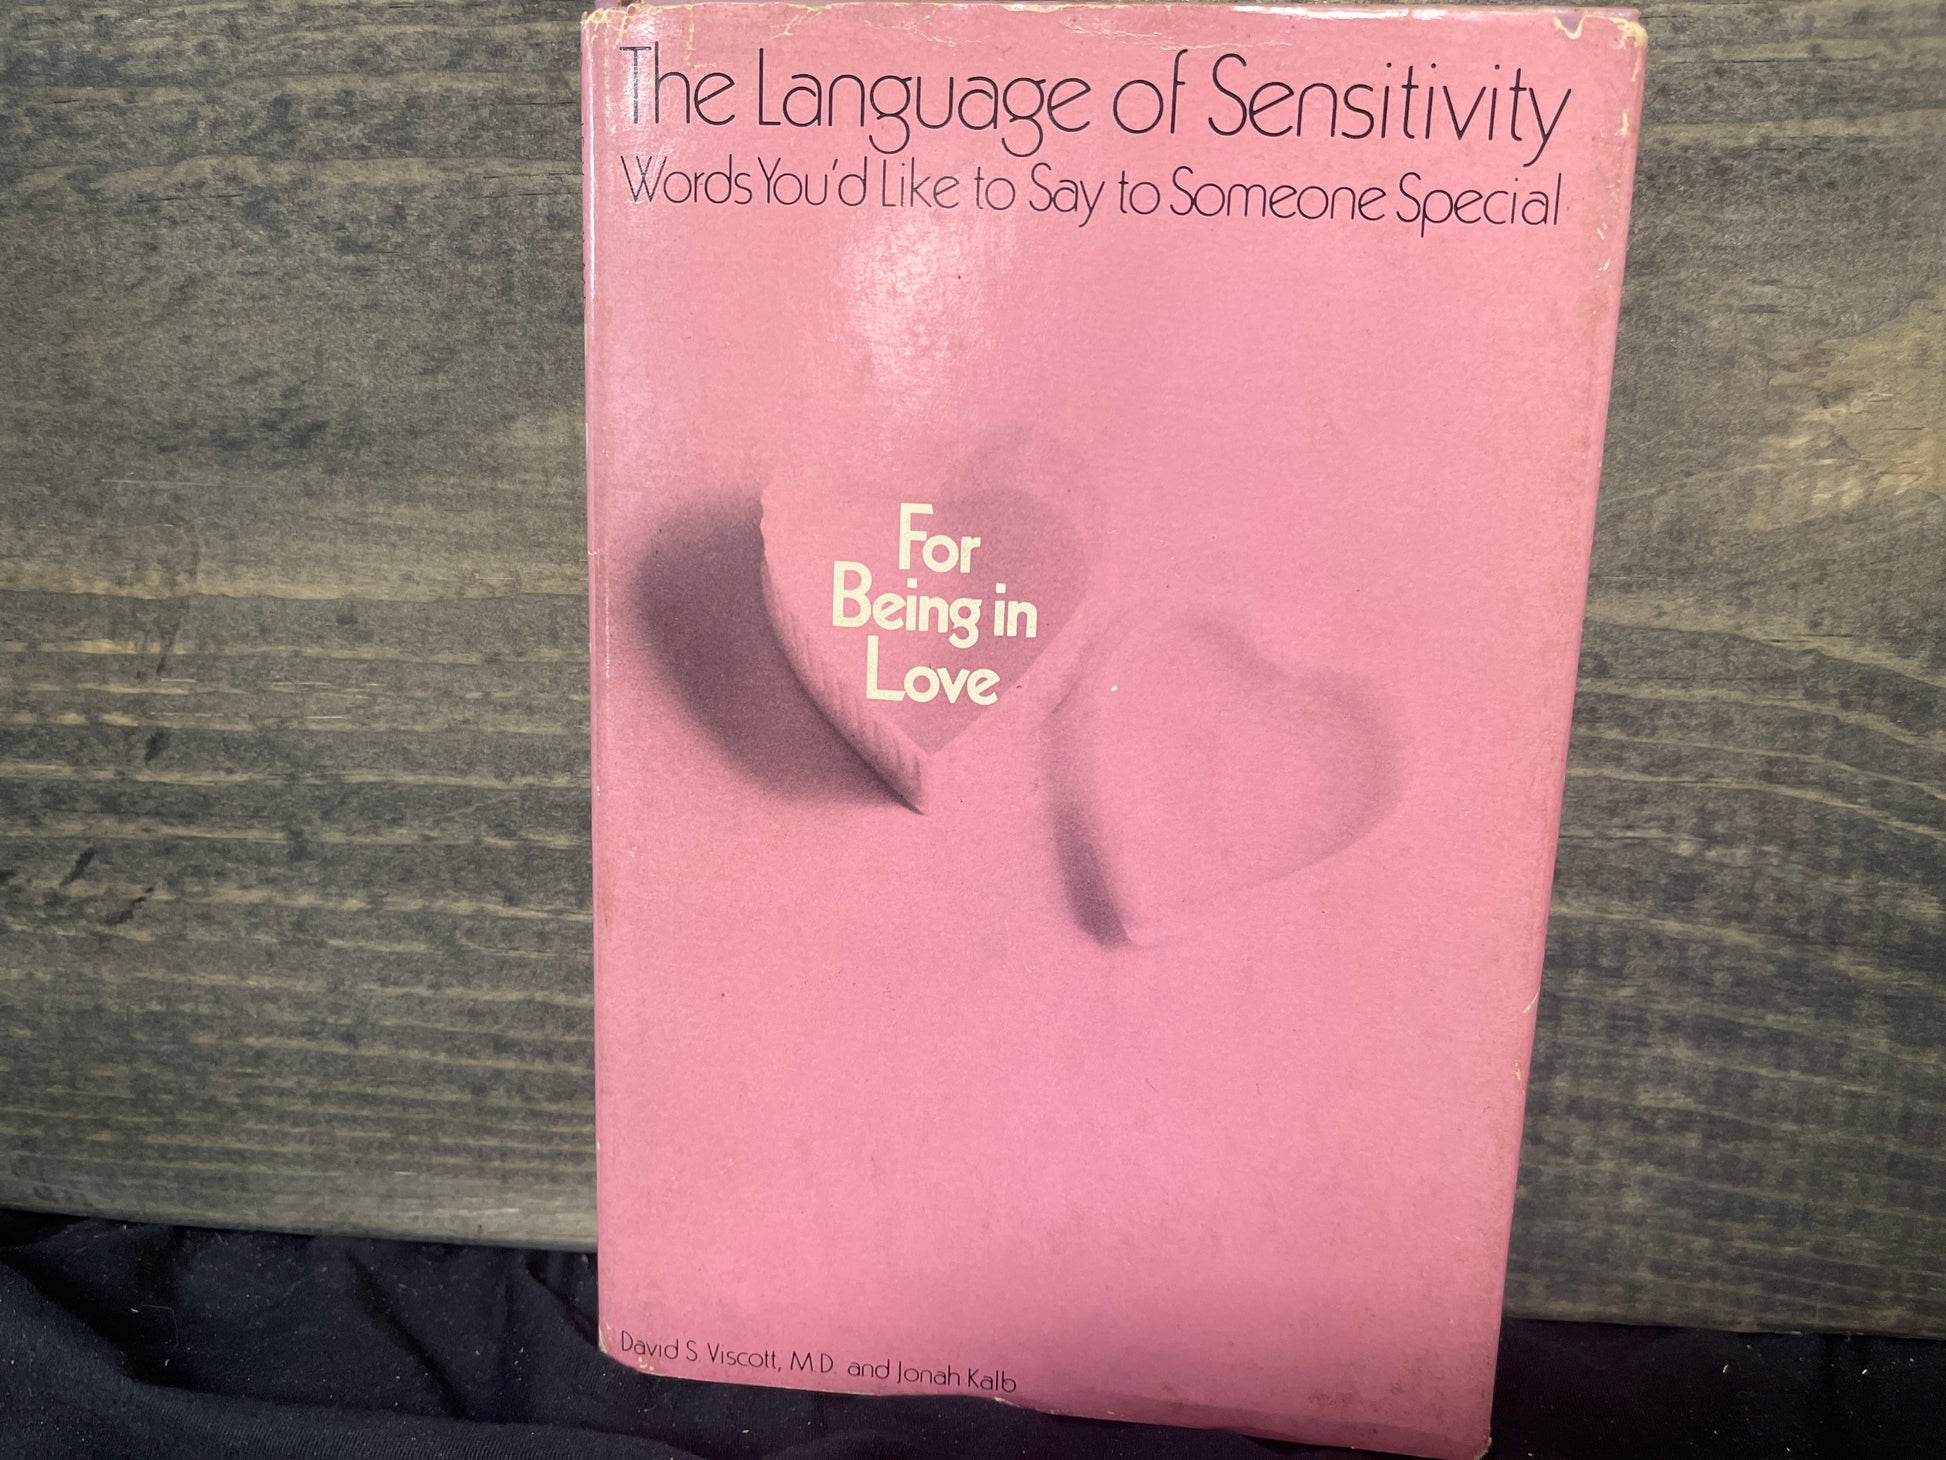 The Language of Sensitivity
Words You'd Like to Say to Someone Special
For
Being in
Love
David S. Viscott, M.D. and Jonah Kalb